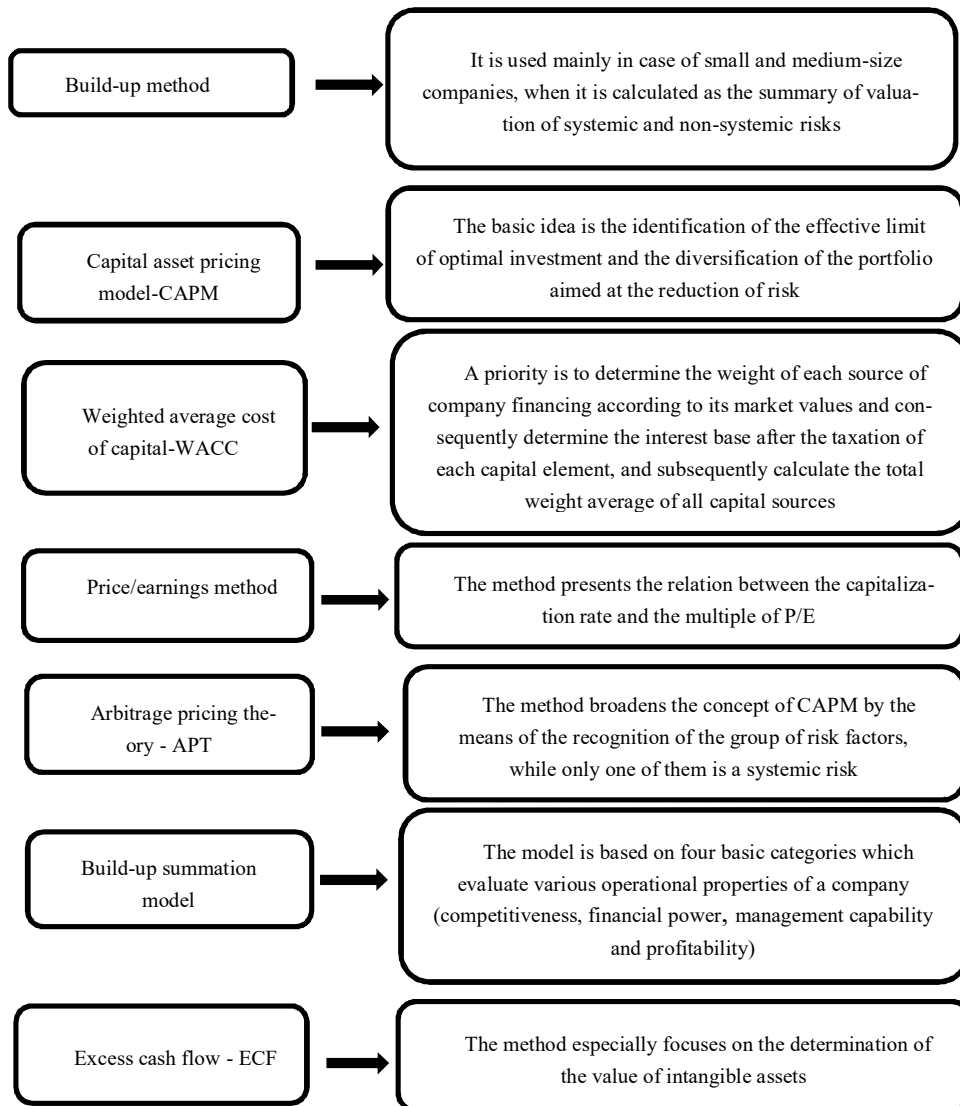 Build-up method
It is used mainly in case of small and medium-size
companies, when it is calculated as the summary of valua-
tion of systemic and non-systemic risks
Capital asset pricing
model-CAPM
The basic idea is the identification of the effective limit
of optimal investment and the diversification of the portfolio
aimed at the reduction of risk
Weighted average cost
of capital-WACC
A priority is to determine the weight of each source of
company financing according to its market values and con-
sequently determine the interest base after the taxation of
each capital element, and subsequently calculate the total
weight average of all capital sources
Price/earnings method
The method presents the relation between the capitaliza-
tion rate and the multiple of P/E
Arbitrage pricing the-
ory - APT
The method broadens the concept of CAPM by the
means of the recognition of the group of risk factors,
while only one of them is a systemic risk
Build-up summation
model
The model is based on four basic categories which
evaluate various operational properties of a company
(competitiveness, financial power, management capability
and profitability)
Excess cash flow - ECF
The method especially focuses on the determination of
the value of intangible assets